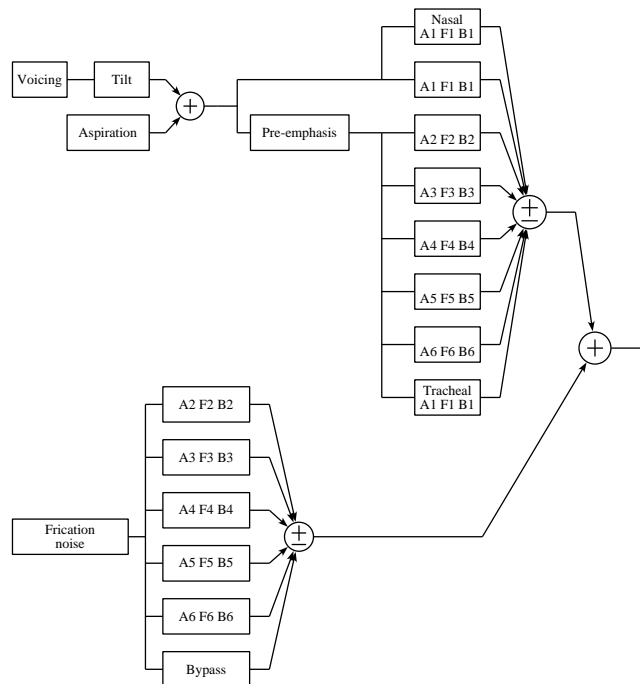 Nasal
A1 F1 B1
Voicing
Tilt
A1 F1 B1
+
Aspiration
Pre-emphasis
A2 F2 B2
A3 F3 B3
±
A4 F4 B4
A5 F5 B5
A6 F6 B6
+
Tracheal
A1 F1 B1
A2 F2 B2
A3 F3 B3
A4 F4 B4
Frication
noise
±
A5 F5 B5
A6 F6 B6
Bypass